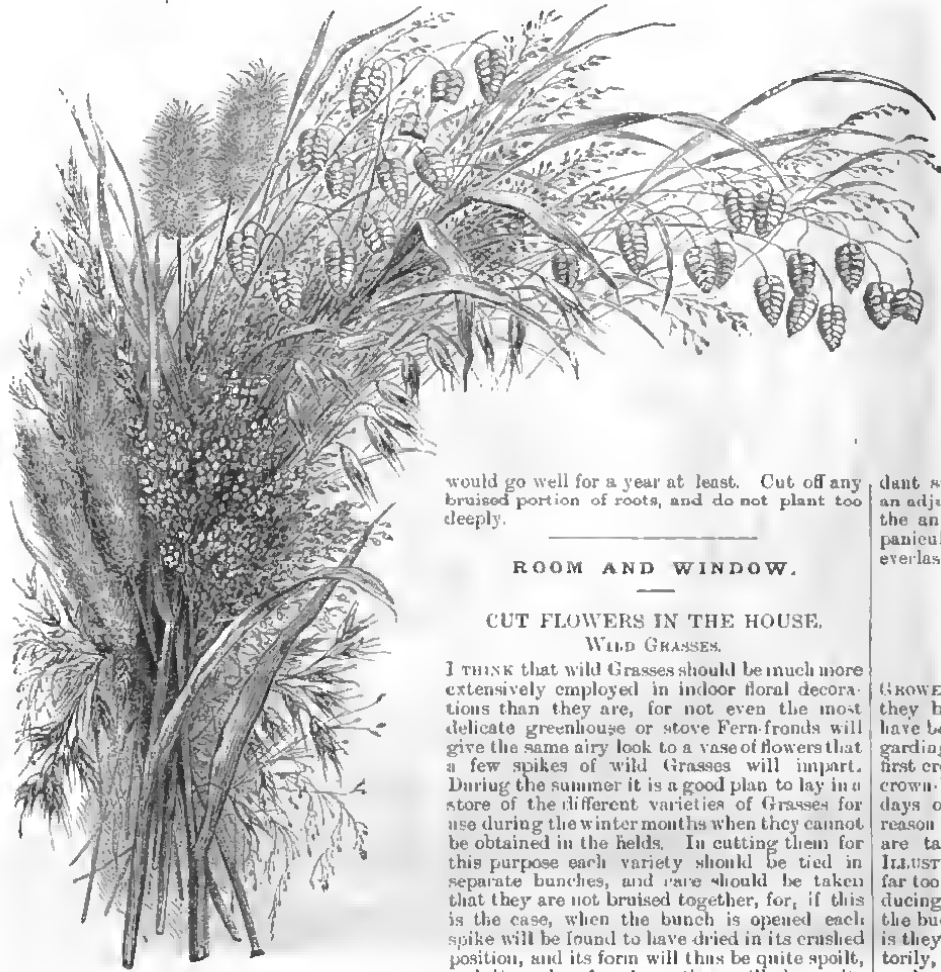 would go well for a year at least. Cut off any
bruised portion of roots, and do not plant too
deeply.
ROOM AND WINDOW.
CUT FLOWERS IN THE HOUSE.
WILD GRASSES.
I THINK that wild Grasses should be much more
extensively employed in indoor floral decora-
tions than they are, for not even the most
delicate greenhouse or stove Fern-fronds will
give the same airy look to a vase of flowers that
a few spikes of wild Grasses will impart.
During the summer it is a good plan to lay in a
store of the different varieties of Grasses for
use during the winter months when they cannot
be obtained in the fields. In cutting them for
this purpose each variety should be tied in
separate bunches, and care should be taken
that they are not bruised together, for, if this
is the case, when the bunch is opened each
spike will be found to have dried in its crushed
position, and its form will thus be quite spoilt,
dant
an adju
the an
panicul
everlas
GROWE
they b
have be
garding
first cr
crown-
days o
reason
are ta
ILLUST
far too
ducing
the bu
is they
torily,